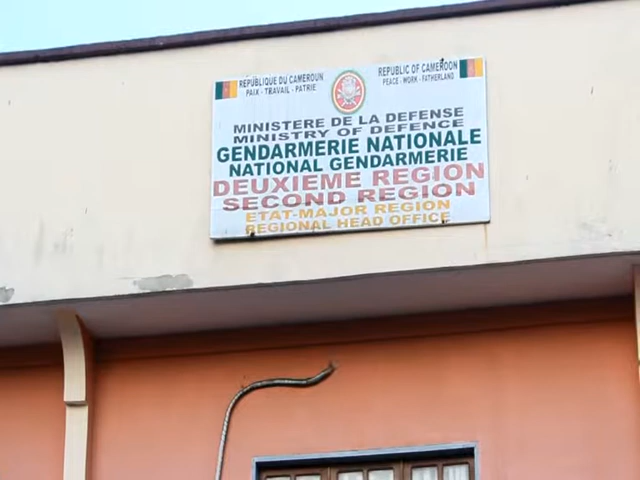 REPUBLIQUE DU CAMEROUN
PAIX - TRAVAIL - PATRIE
REPUBLIC OF CAMEROON
PEACE - WORK - FATHERLAND
MINISTERE DE LA DEFENSE
MINISTRY OF DEFENCE
GENDARMERIE NATIONALE
NATIONAL GENDARMERIE
DEUXIEME REGION
SECOND REGION
ETAT-MAJOR REGION
REGIONAL HEAD OFFICE